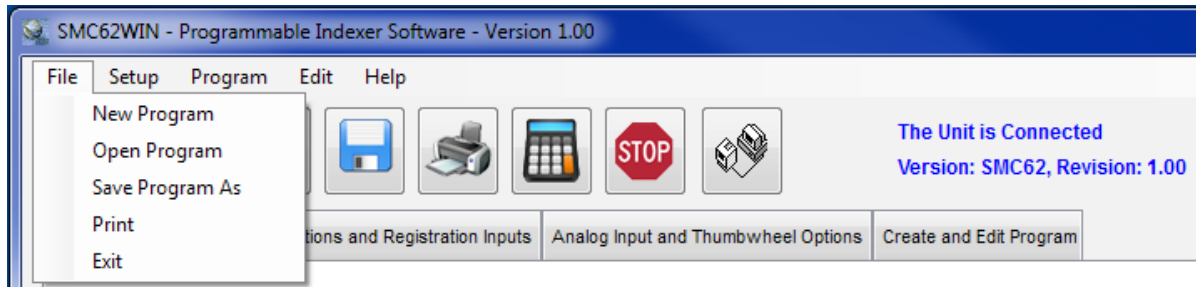 SMC62WIN - Programmable Indexer Software - Version 1.00
File Setup Program Edit Help
New Program
Open Program
Save Program As
Print
Exit
STOP
The Unit is Connected
Version: SMC62, Revision: 1.00
and Registration Inputs Analog Input and Thumbwheel Options Create and Edit Program